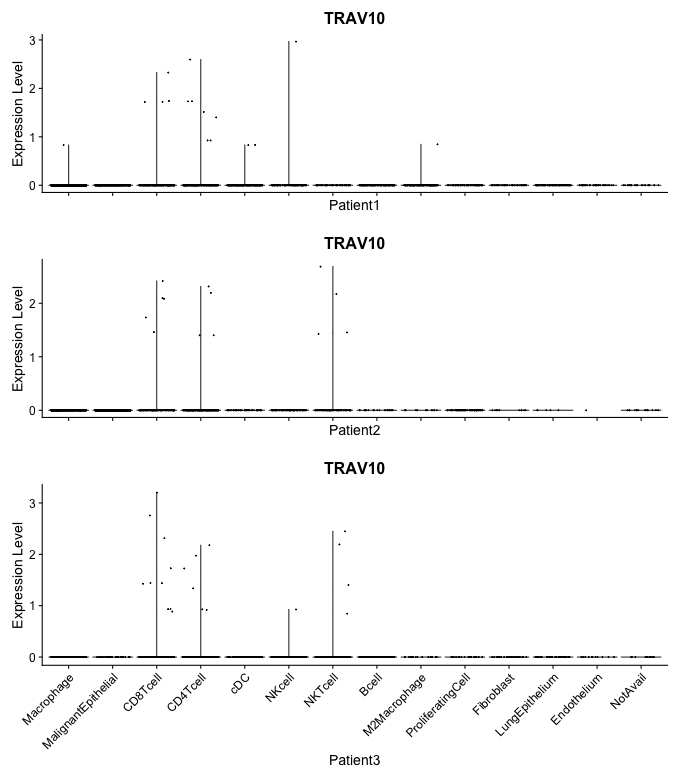 TRAV10
3
2
1
0
Expression Level
Patient1
TRAV10
2
1
0
Expression Level
Patient2
TRAV10
3
2
1
0
Expression Level
Macrophage
MalignantEpithelial
CD8Tcell
CD4Tcell
cDC
NKcell
NKTcell
Bcell
M2Macrophage
ProliferatingCell
Fibroblast
LungEpithelium
Endothelium
NotAvail
Patient3